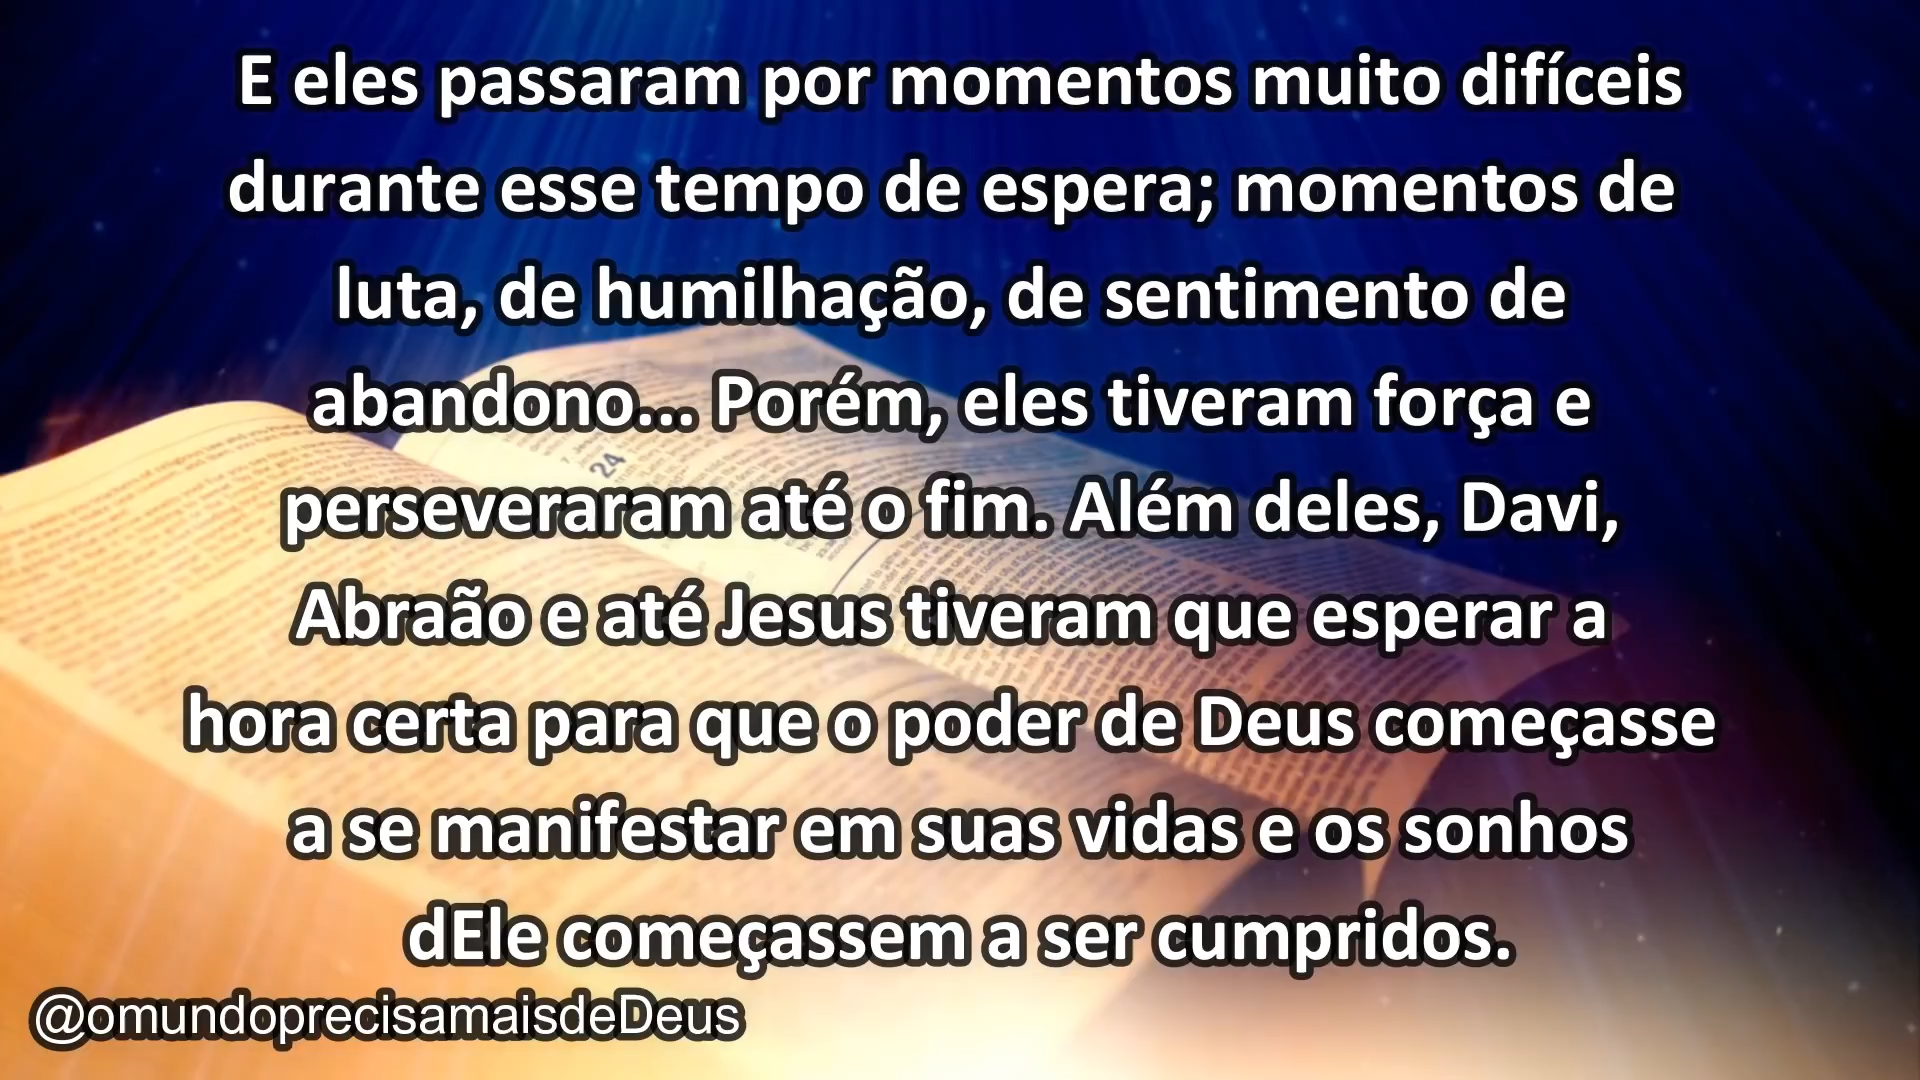 E eles passaram por momentos muito difíceis
durante esse tempo de espera; momentos de
luta, de humilhação, de sentimento de
abandono... Porém, eles tiveram força e
perseveraram até o fim. Além deles, Davi,
Abraão e até Jesus tiveram que esperar a
hora certa para que o poder de Deus começasse
a se manifestar em suas vidas e os sonhos
dEle começassem a ser cumpridos.
@omundoprecisamaisdeDeus
24